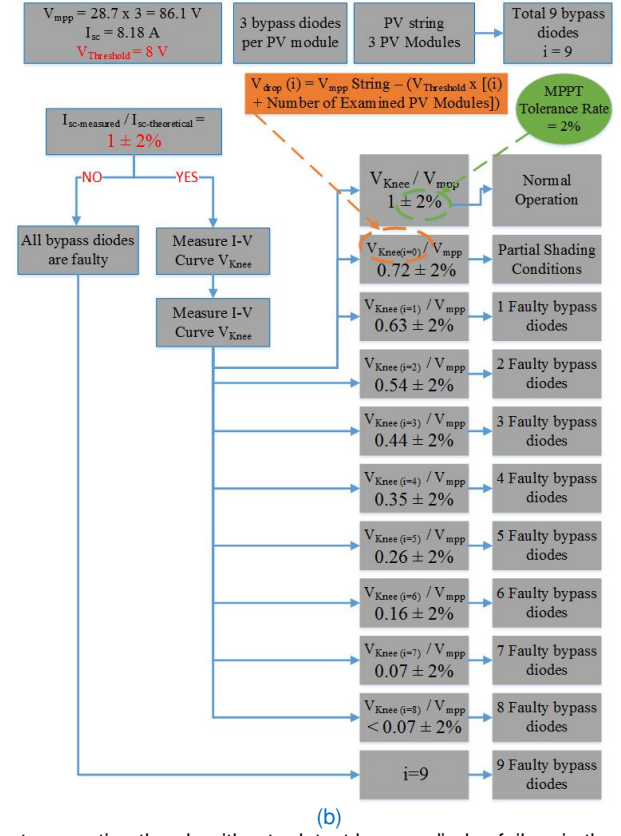 V_mpp = 28.7 x 3 = 86.1 V
I_sc = 8.18 A
V_Threshold = 8 V
3 bypass diodes
per PV module
PV string
3 PV Modules
Total 9 bypass
diodes
i = 9
V_drop (i) = V_mpp String – (V_Threshold x [(i)
+ Number of Examined PV Modules])
MPPT
Tolerance Rate
= 2%
I_sc-measured / I_sc-theoretical =
1 ± 2%
NO
YES
All bypass diodes
are faulty
Measure I-V
Curve V_Knee
Measure I-V
Curve V_Knee
V_Knee / V_mpp
1 ± 2%
Normal
Operation
V_Knee(i=0) / V_mpp
0.72 ± 2%
Partial Shading
Conditions
V_Knee (i=1) / V_mpp
0.63 ± 2%
1 Faulty bypass
diodes
V_Knee (i=2) / V_mpp
0.54 ± 2%
2 Faulty bypass
diodes
V_Knee (i=3) / V_mpp
0.44 ± 2%
3 Faulty bypass
diodes
V_Knee (i=4) / V_mpp
0.35 ± 2%
4 Faulty bypass
diodes
V_Knee (i=5) / V_mpp
0.26 ± 2%
5 Faulty bypass
diodes
V_Knee (i=6) / V_mpp
0.16 ± 2%
6 Faulty bypass
diodes
V_Knee (i=7) / V_mpp
0.07 ± 2%
7 Faulty bypass
diodes
V_Knee (i=8) / V_mpp
< 0.07 ± 2%
8 Faulty bypass
diodes
i=9
9 Faulty bypass
diodes
(b)